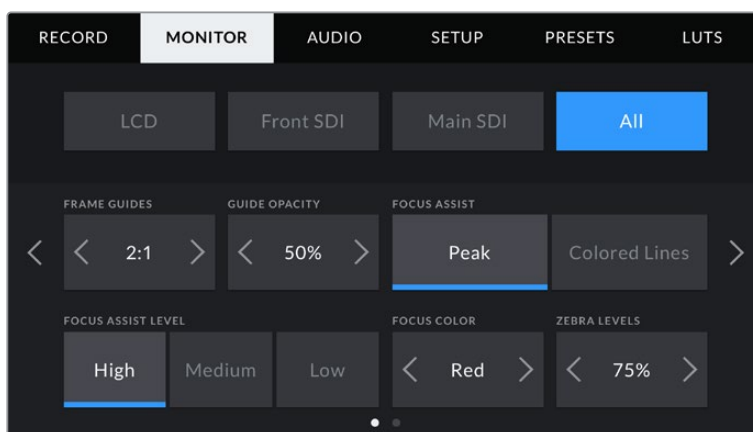 RECORD MONITOR AUDIO SETUP PRESETS LUTS
LCD Front SDI Main SDI All
FRAME GUIDES GUIDE OPACITY FOCUS ASSIST
2:1 50% Peak Colored Lines
FOCUS ASSIST LEVEL FOCUS COLOR ZEBRA LEVELS
High Medium Low Red 75%